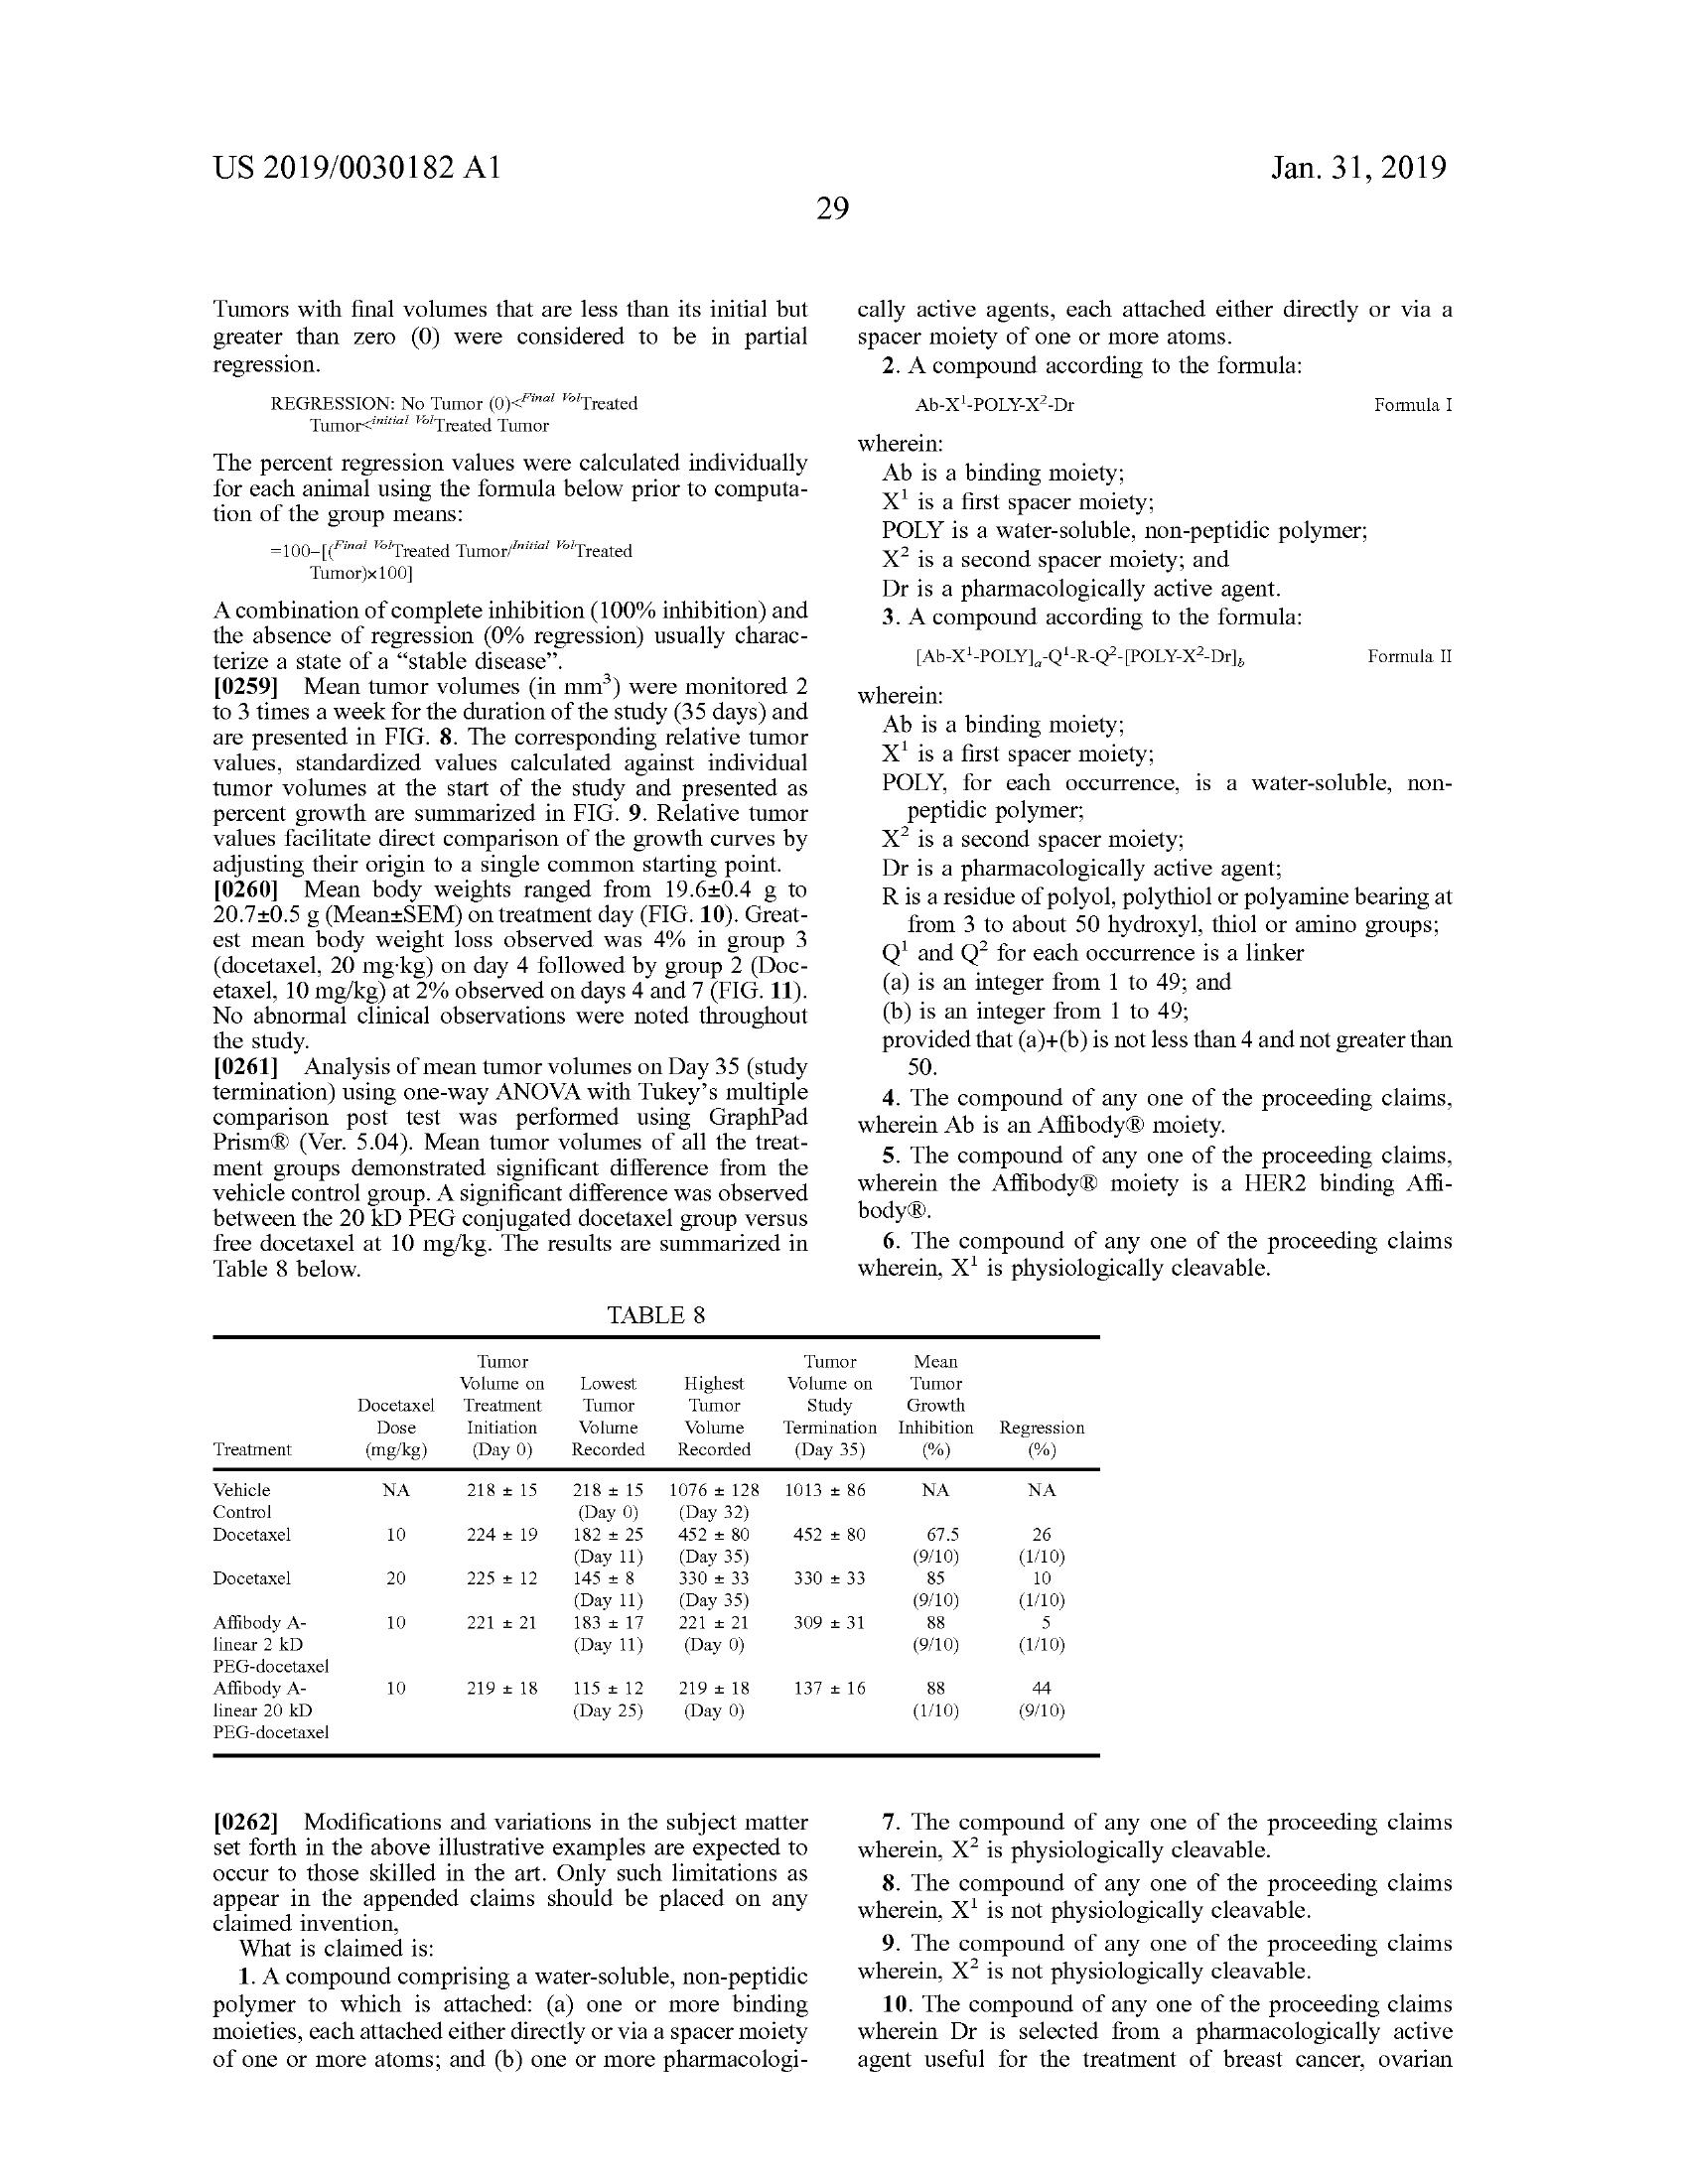 US 2019/0030182 A1
Jan. 31, 2019
29
Tumors with final volumes that are less than its initial but
greater than zero (0) were considered to be in partial
regression.
REGRESSION: No Tumor (0)<Final VolTreated
Tumor<initial VolTreated Tumor
The percent regression values were calculated individually
for each animal using the formula below prior to computa-
tion of the group means:
=100−[(Final VolTreated Tumor/Initial VolTreated
Tumor)×100]
A combination of complete inhibition (100% inhibition) and
the absence of regression (0% regression) usually charac-
terize a state of a “stable disease”.
[0259] Mean tumor volumes (in mm³) were monitored 2
to 3 times a week for the duration of the study (35 days) and
are presented in FIG. 8. The corresponding relative tumor
values, standardized values calculated against individual
tumor volumes at the start of the study and presented as
percent growth are summarized in FIG. 9. Relative tumor
values facilitate direct comparison of the growth curves by
adjusting their origin to a single common starting point.
[0260] Mean body weights ranged from 19.6±0.4 g to
20.7±0.5 g (Mean±SEM) on treatment day (FIG. 10). Great-
est mean body weight loss observed was 4% in group 3
(docetaxel, 20 mg·kg) on day 4 followed by group 2 (Doc-
etaxel, 10 mg/kg) at 2% observed on days 4 and 7 (FIG. 11).
No abnormal clinical observations were noted throughout
the study.
[0261] Analysis of mean tumor volumes on Day 35 (study
termination) using one-way ANOVA with Tukey’s multiple
comparison post test was performed using GraphPad
Prism® (Ver. 5.04). Mean tumor volumes of all the treat-
ment groups demonstrated significant difference from the
vehicle control group. A significant difference was observed
between the 20 kD PEG conjugated docetaxel group versus
free docetaxel at 10 mg/kg. The results are summarized in
Table 8 below.
cally active agents, each attached either directly or via a
spacer moiety of one or more atoms.
2. A compound according to the formula:
Ab-X¹-POLY-X²-Dr Formula I
wherein:
Ab is a binding moiety;
X¹ is a first spacer moiety;
POLY is a water-soluble, non-peptidic polymer;
X² is a second spacer moiety; and
Dr is a pharmacologically active agent.
3. A compound according to the formula:
[Ab-X¹-POLY]ₐ-Q¹-R-Q²-[POLY-X²-Dr]b Formula II
wherein:
Ab is a binding moiety;
X¹ is a first spacer moiety;
POLY, for each occurrence, is a water-soluble, non-
peptidic polymer;
X² is a second spacer moiety;
Dr is a pharmacologically active agent;
R is a residue of polyol, polythiol or polyamine bearing at
from 3 to about 50 hydroxyl, thiol or amino groups;
Q¹ and Q² for each occurrence is a linker
(a) is an integer from 1 to 49; and
(b) is an integer from 1 to 49;
provided that (a)+(b) is not less than 4 and not greater than
50.
4. The compound of any one of the proceeding claims,
wherein Ab is an Affibody® moiety.
5. The compound of any one of the proceeding claims,
wherein the Affibody® moiety is a HER2 binding Affi-
body®.
6. The compound of any one of the proceeding claims
wherein, X¹ is physiologically cleavable.
TABLE 8
Tumor Tumor Mean
Volume on Lowest Highest Volume on Tumor
Docetaxel Treatment Tumor Tumor Study Growth
Dose Initiation Volume Volume Termination Inhibition Regression
Treatment (mg/kg) (Day 0) Recorded Recorded (Day 35) (%) (%)
Vehicle NA 218 ± 15 218 ± 15 1076 ± 128 1013 ± 86 NA NA
Control (Day 0) (Day 32)
Docetaxel 10 224 ± 19 182 ± 25 452 ± 80 452 ± 80 67.5 26
(Day 11) (Day 35) (9/10) (1/10)
Docetaxel 20 225 ± 12 145 ± 8 330 ± 33 330 ± 33 85 10
(Day 11) (Day 35) (9/10) (1/10)
Affibody A- 10 221 ± 21 183 ± 17 221 ± 21 309 ± 31 88 5
linear 2 kD (Day 11) (Day 0) (9/10) (1/10)
PEG-docetaxel
Affibody A- 10 219 ± 18 115 ± 12 219 ± 18 137 ± 16 88 44
linear 20 kD (Day 25) (Day 0) (1/10) (9/10)
PEG-docetaxel
[0262] Modifications and variations in the subject matter
set forth in the above illustrative examples are expected to
occur to those skilled in the art. Only such limitations as
appear in the appended claims should be placed on any
claimed invention,
What is claimed is:
1. A compound comprising a water-soluble, non-peptidic
polymer to which is attached: (a) one or more binding
moieties, each attached either directly or via a spacer moiety
of one or more atoms; and (b) one or more pharmacologi-
7. The compound of any one of the proceeding claims
wherein, X² is physiologically cleavable.
8. The compound of any one of the proceeding claims
wherein, X¹ is not physiologically cleavable.
9. The compound of any one of the proceeding claims
wherein, X² is not physiologically cleavable.
10. The compound of any one of the proceeding claims
wherein Dr is selected from a pharmacologically active
agent useful for the treatment of breast cancer, ovarian